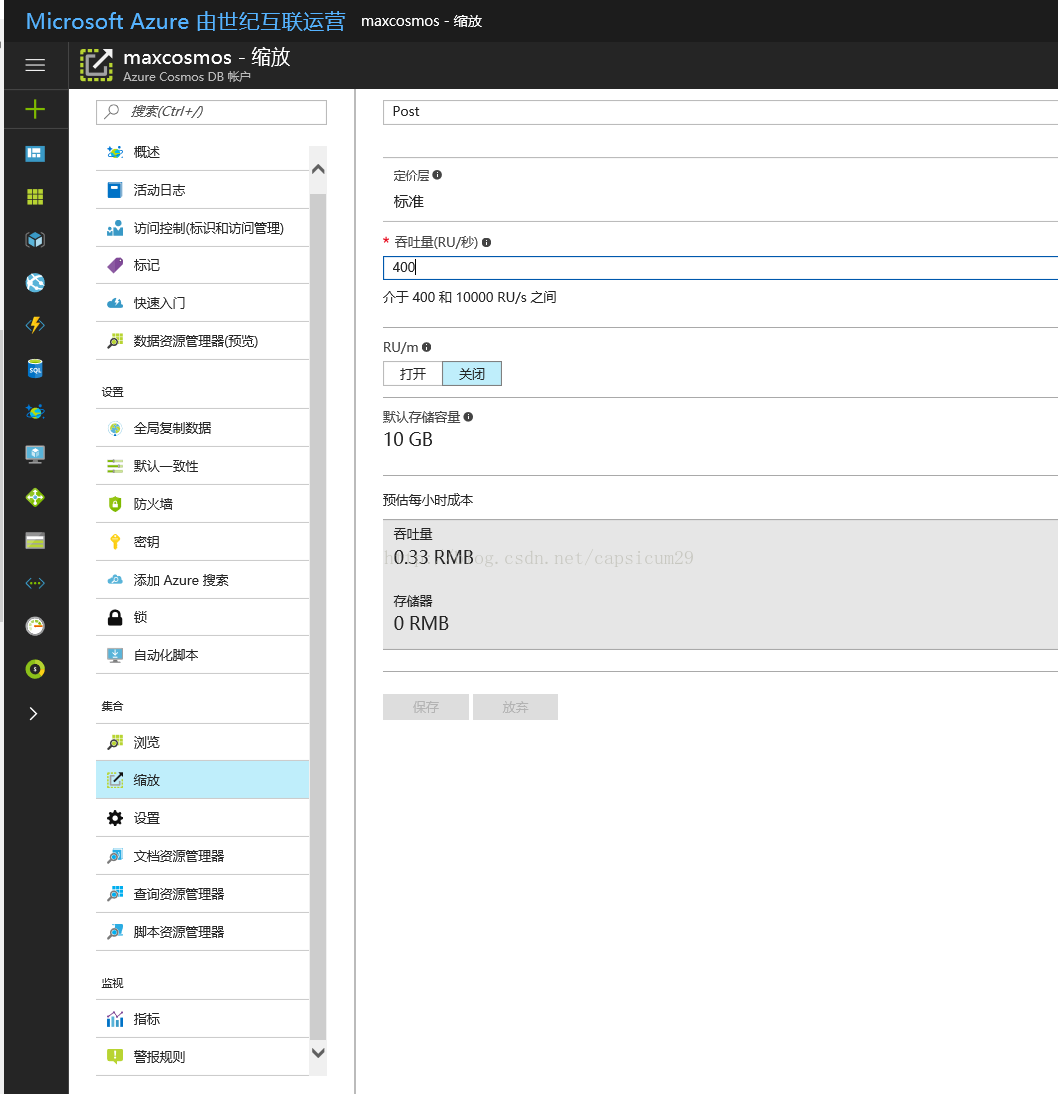 Microsoft Azure 由世纪互联运营 maxcosmos - 缩放
maxcosmos - 缩放
Azure Cosmos DB 帐户
搜索(Ctrl+/)
概述
活动日志
访问控制(标识和访问管理)
标记
快速入门
数据资源管理器(预览)
设置
全局复制数据
默认一致性
防火墙
密钥
添加 Azure 搜索
锁
自动化脚本
集合
浏览
缩放
设置
文档资源管理器
查询资源管理器
脚本资源管理器
监视
指标
警报规则
Post
定价层
标准
* 吞吐量(RU/秒)
400
介于 400 和 10000 RU/s 之间
RU/m
打开 关闭
默认存储容量
10 GB
预估每小时成本
吞吐量
0.33 RMB
http://blog.csdn.net/capsicum29
存储器
0 RMB
保存 放弃